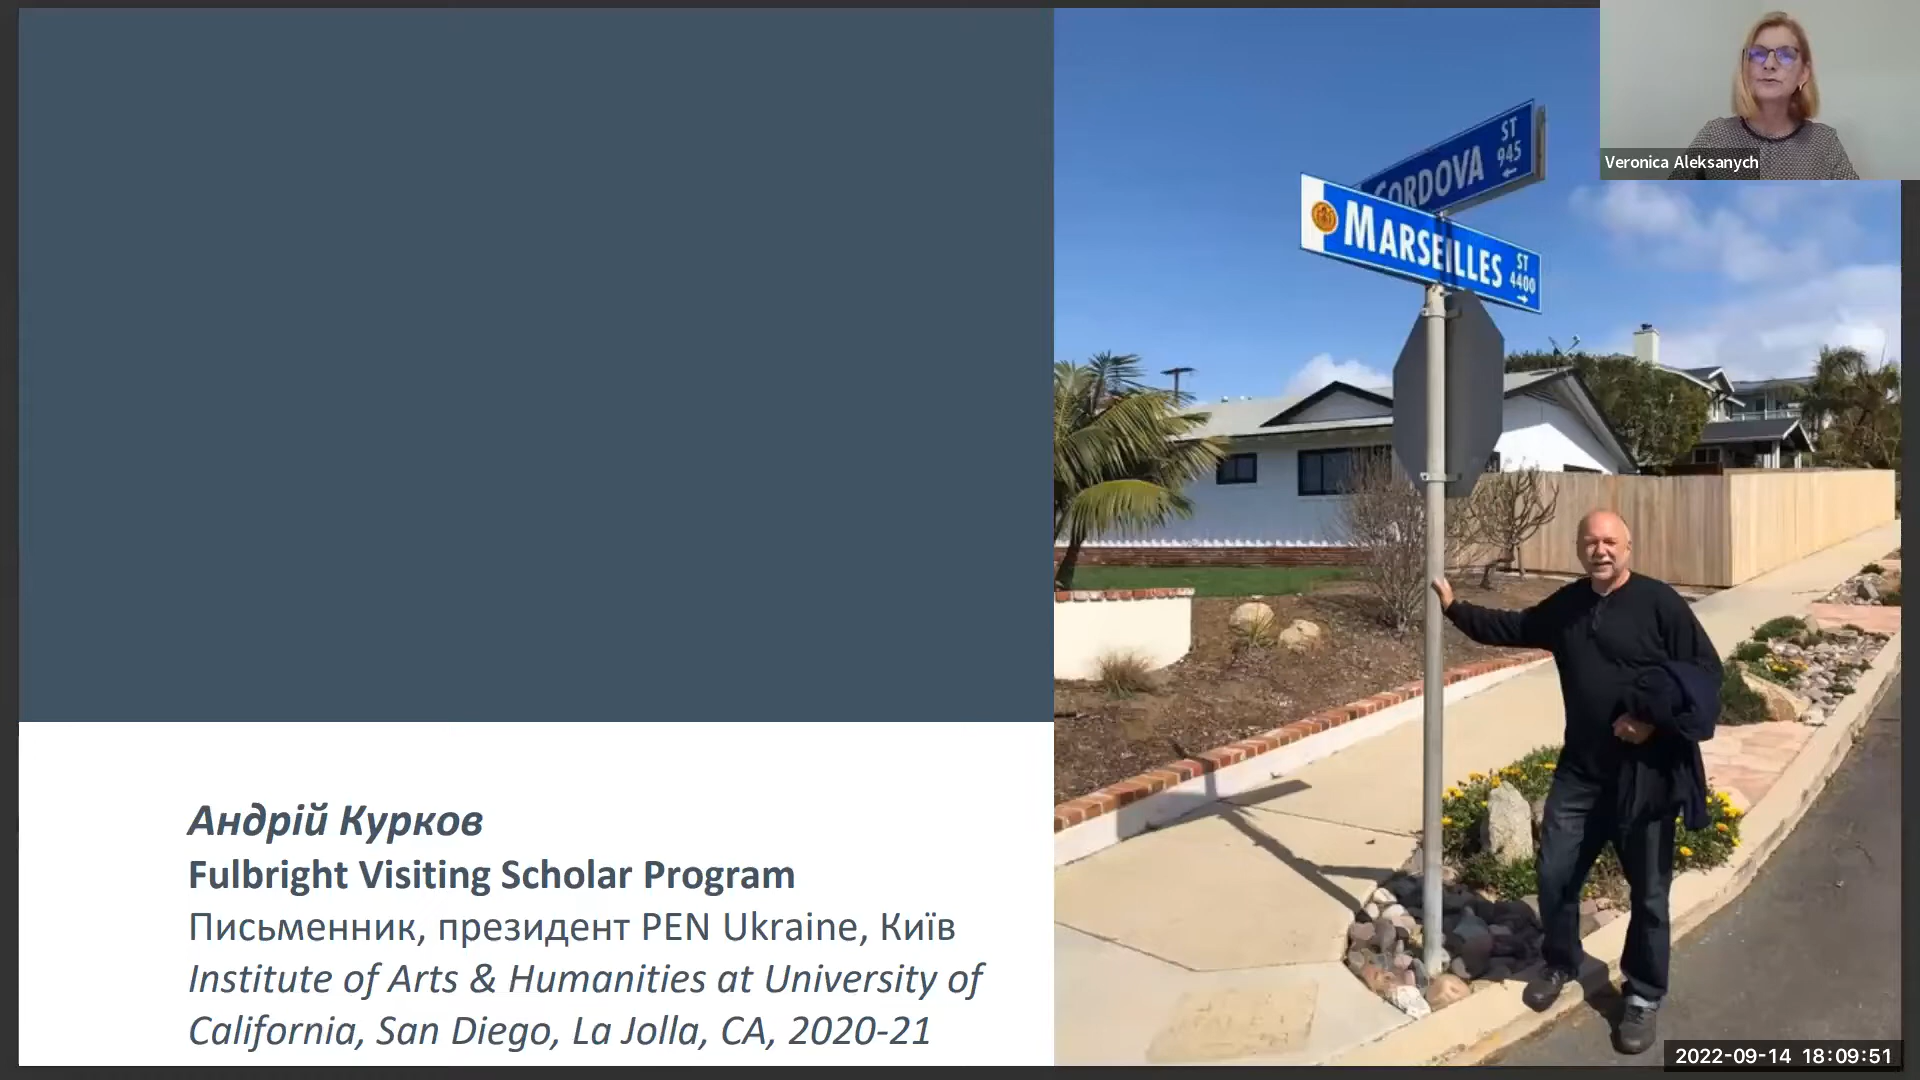 ST
945
CORDOVA
MARSEILLES ST
4400
Veronica Aleksanych
Андрій Курков
Fulbright Visiting Scholar Program
Письменник, президент PEN Ukraine, Київ
Institute of Arts & Humanities at University of
California, San Diego, La Jolla, CA, 2020-21
2022-09-14 18:09:51